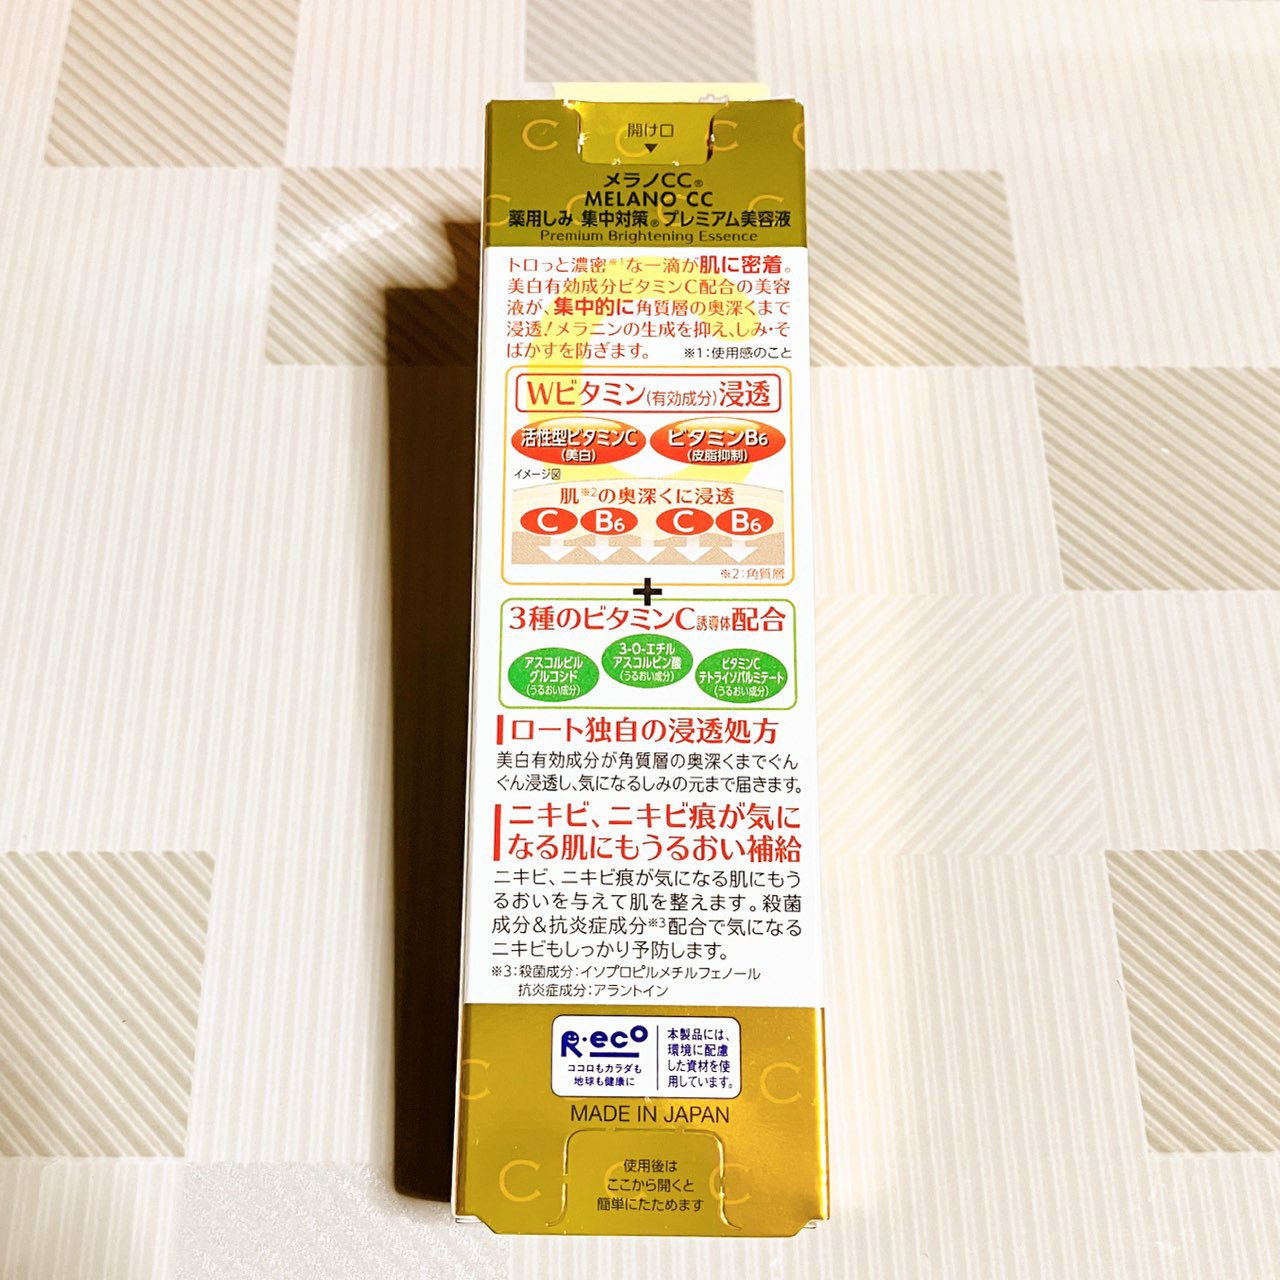 開け口
メラノCC®
MELANO CC
薬用しみ 集中対策® プレミアム美容液
Premium Brightening Essence
トロっと濃密※1な一滴が肌に密着。
美白有効成分ビタミンC配合の美容
液が、集中的に角質層の奥深くまで
浸透!メラニンの生成を抑え、しみ・そ
ばかすを防ぎます。 ※1:使用感のこと
Wビタミン(有効成分)浸透
活性型ビタミンC
(美白)
ビタミンB6
(皮脂抑制)
イメージ図
肌※2の奥深くに浸透
C B6 C B6
※2:角質層
+
3種のビタミンC誘導体配合
アスコルビル
グルコシド
(うるおい成分)
3-O-エチル
アスコルビン酸
(うるおい成分)
ビタミンC
テトライソパルミテート
(うるおい成分)
ロート独自の浸透処方
美白有効成分が角質層の奥深くまでぐん
ぐん浸透し、気になるしみの元まで届きます。
ニキビ、ニキビ痕が気に
なる肌にもうるおい補給
ニキビ、ニキビ痕が気になる肌にもう
るおいを与えて肌を整えます。殺菌
成分&抗炎症成分※3配合で気になる
ニキビもしっかり予防します。
※3:殺菌成分:イソプロピルメチルフェノール
抗炎症成分:アラントイン
R・eco
ココロもカラダも
地球も健康に
本製品には、
環境に配慮
した資材を使
用しています。
MADE IN JAPAN
使用後は
ここから開くと
簡単にたためます